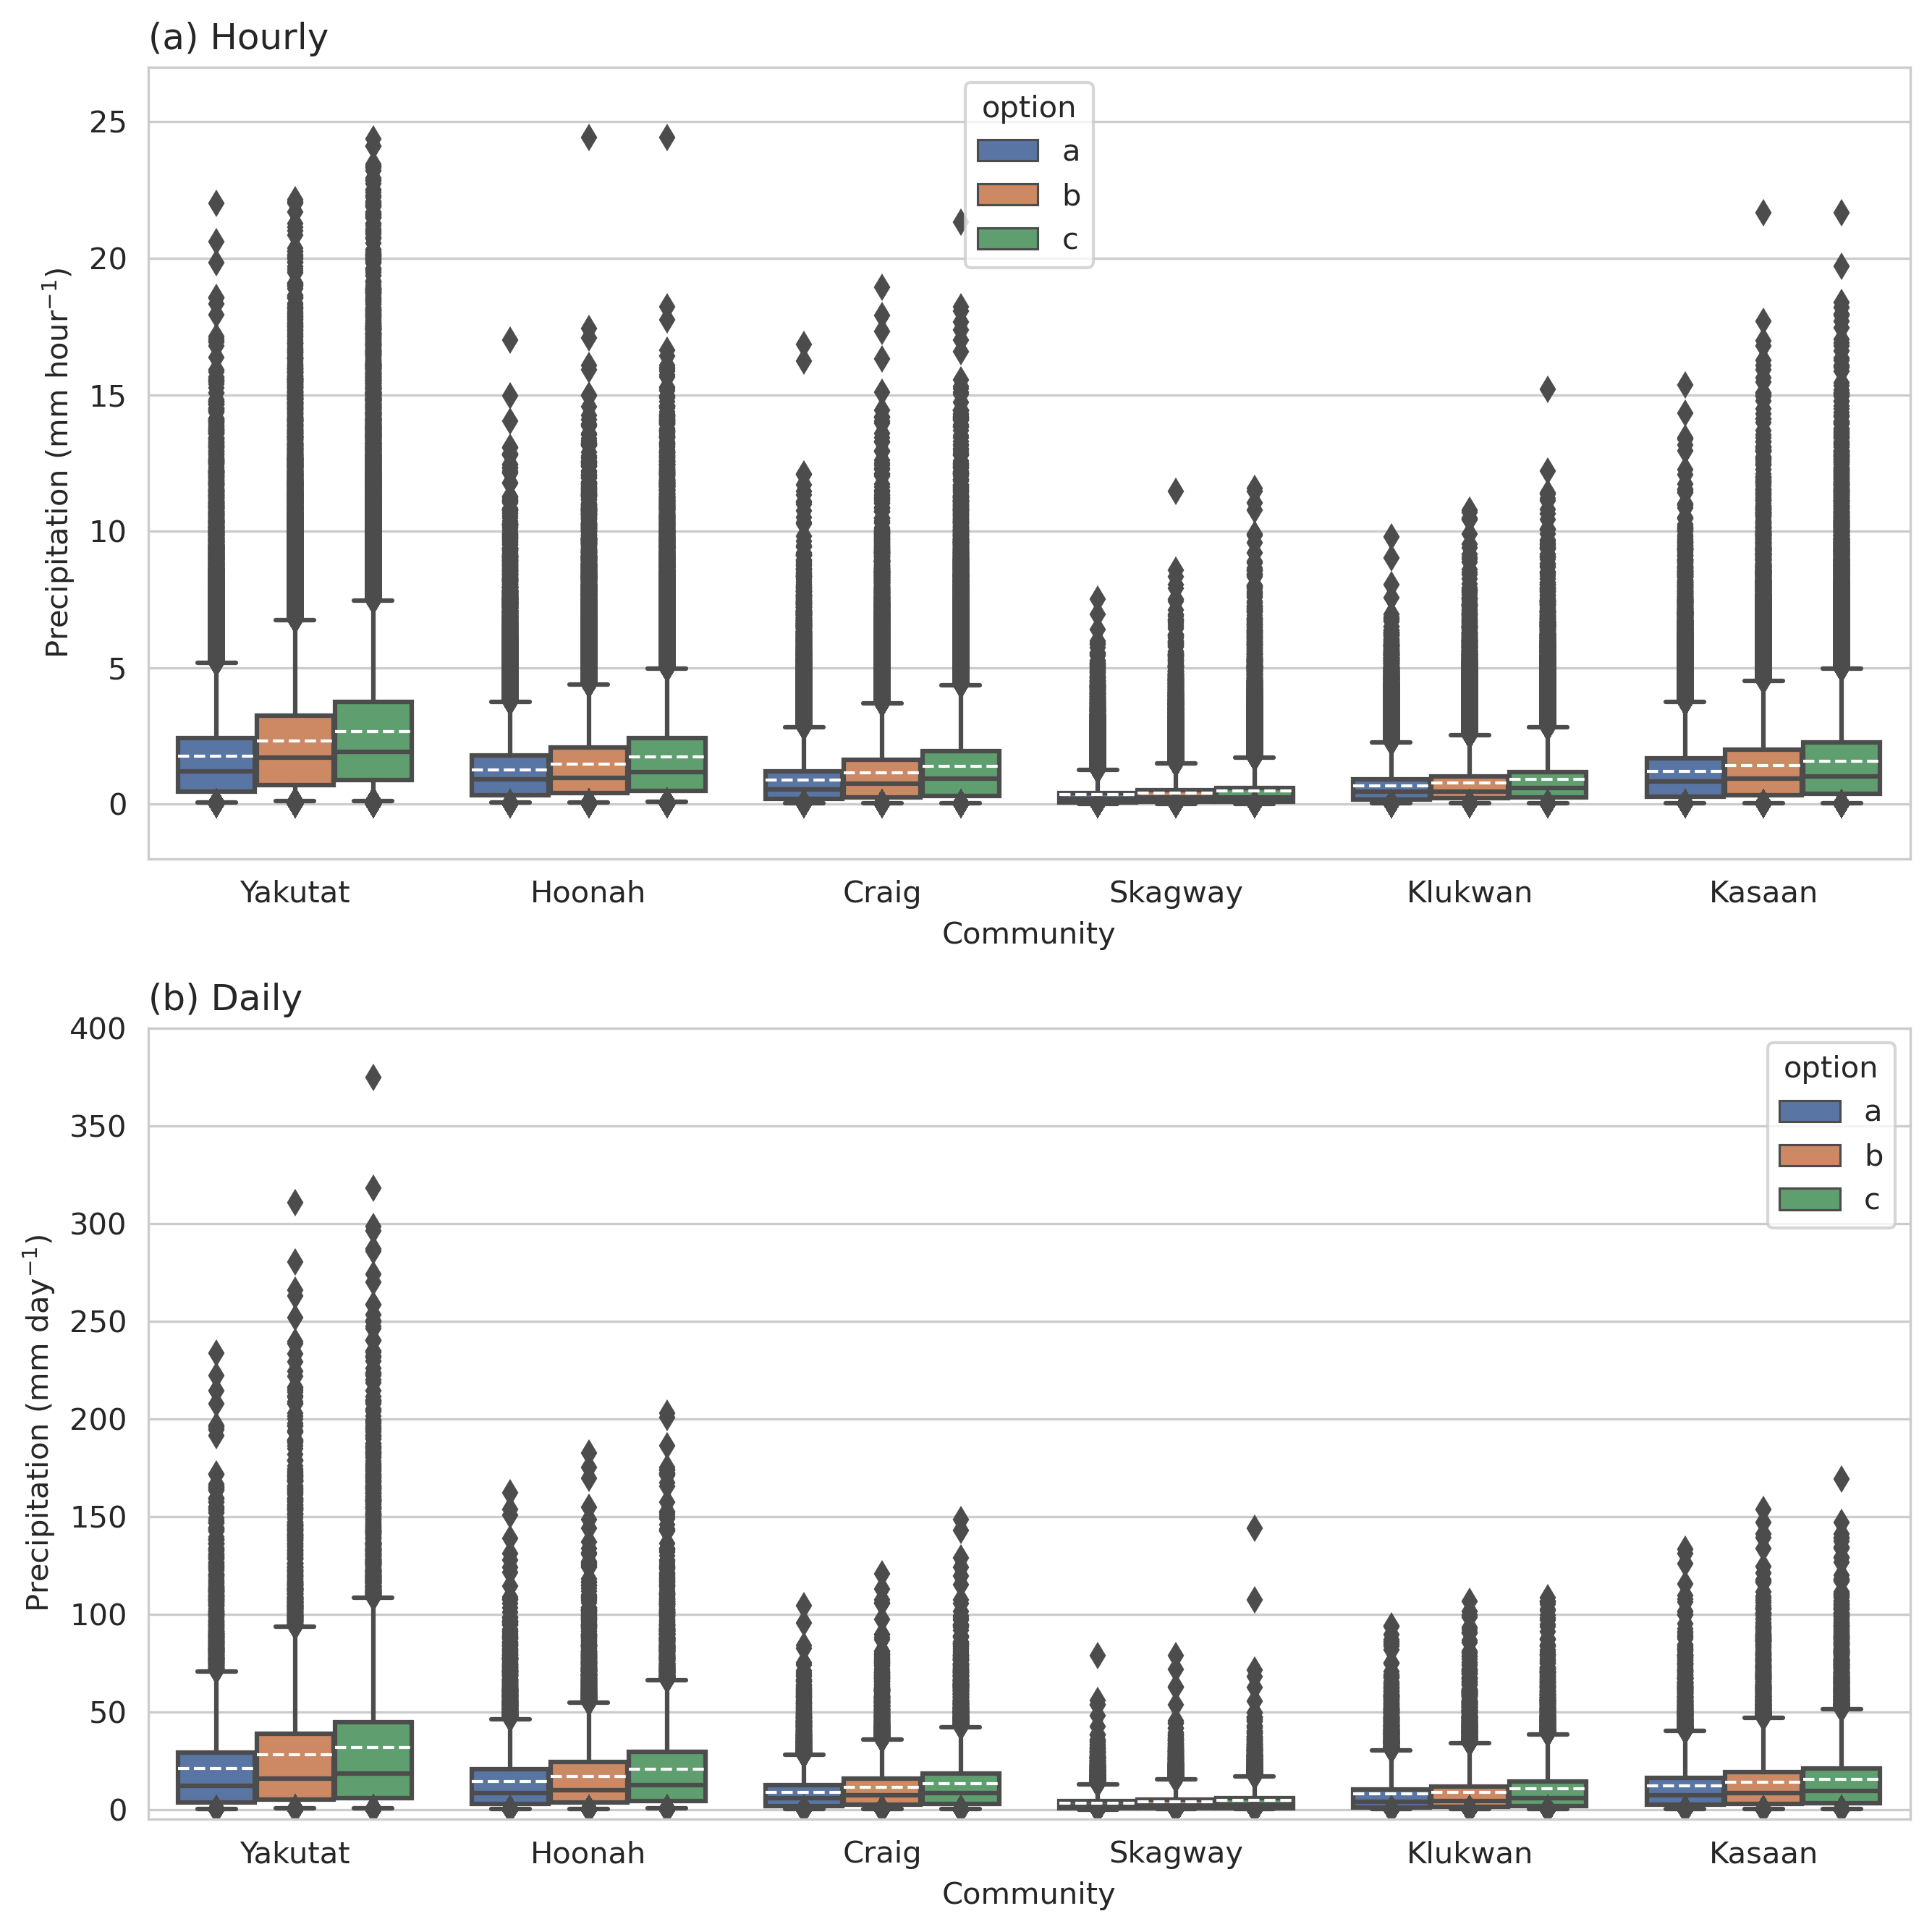 (a) Hourly
Precipitation (mm hour⁻¹)
25
20
15
10
5
0
option
a
b
c
Yakutat Hoonah Craig Skagway Klukwan Kasaan
Community
(b) Daily
Precipitation (mm day⁻¹)
400
350
300
250
200
150
100
50
0
option
a
b
c
Yakutat Hoonah Craig Skagway Klukwan Kasaan
Community